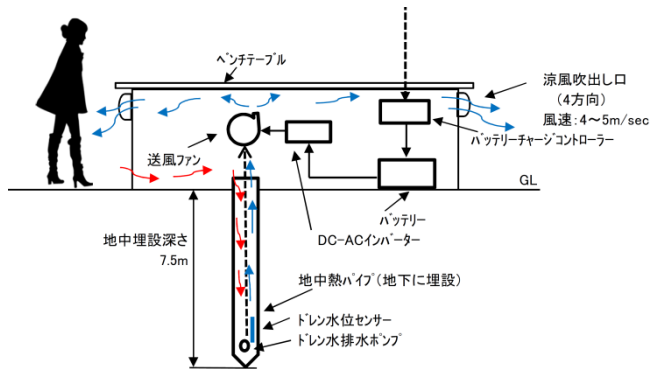 ﾍﾞﾝﾁﾃｰﾌﾞﾙ
涼風吹出し口
(4方向)
風速：4～5m/sec
ﾊﾞｯﾃﾘｰﾁｬｰｼﾞｺﾝﾄﾛｰﾗｰ
送風ﾌｧﾝ
GL
ﾊﾞｯﾃﾘｰ
DC-ACｲﾝﾊﾞｰﾀｰ
地中埋設深さ
7.5m
地中熱ﾊﾟｲﾌﾟ(地下に埋設)
ﾄﾞﾚﾝ水位ｾﾝｻｰ
ﾄﾞﾚﾝ水排水ﾎﾟﾝﾌﾟ